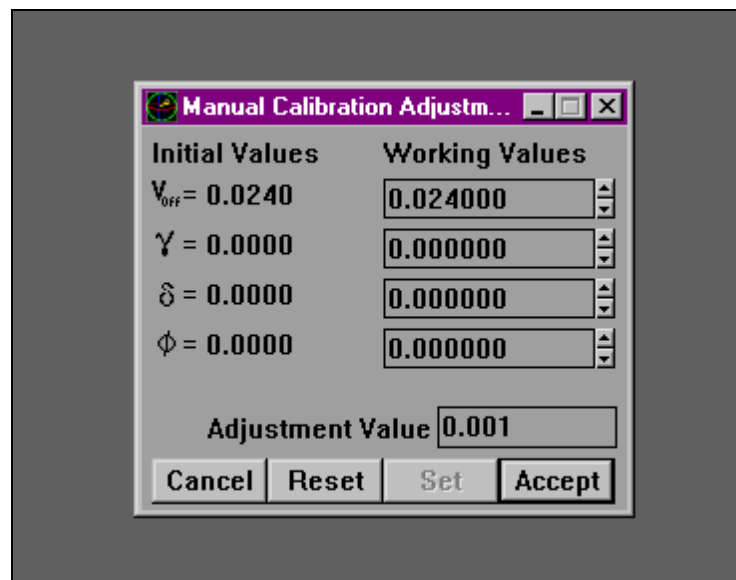 Manual Calibration Adjustm...
Initial Values Working Values
Voff = 0.0240 0.024000
γ = 0.0000 0.000000
δ = 0.0000 0.000000
ϕ = 0.0000 0.000000
Adjustment Value 0.001
Cancel Reset Set Accept